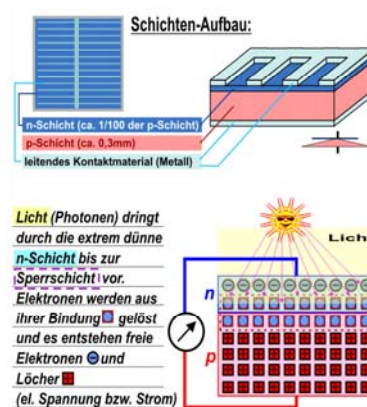 Schichten-Aufbau:
n-Schicht (ca. 1/100 der p-Schicht)
p-Schicht (ca. 0,3mm)
leitendes Kontaktmaterial (Metall)
Licht (Photonen) dringt
durch die extrem dünne
n-Schicht bis zur
Sperrschicht vor.
Elektronen werden aus
ihrer Bindung gelöst
und es entstehen freie
Elektronen und
Löcher
(el. Spannung bzw. Strom)
Lich
n
p